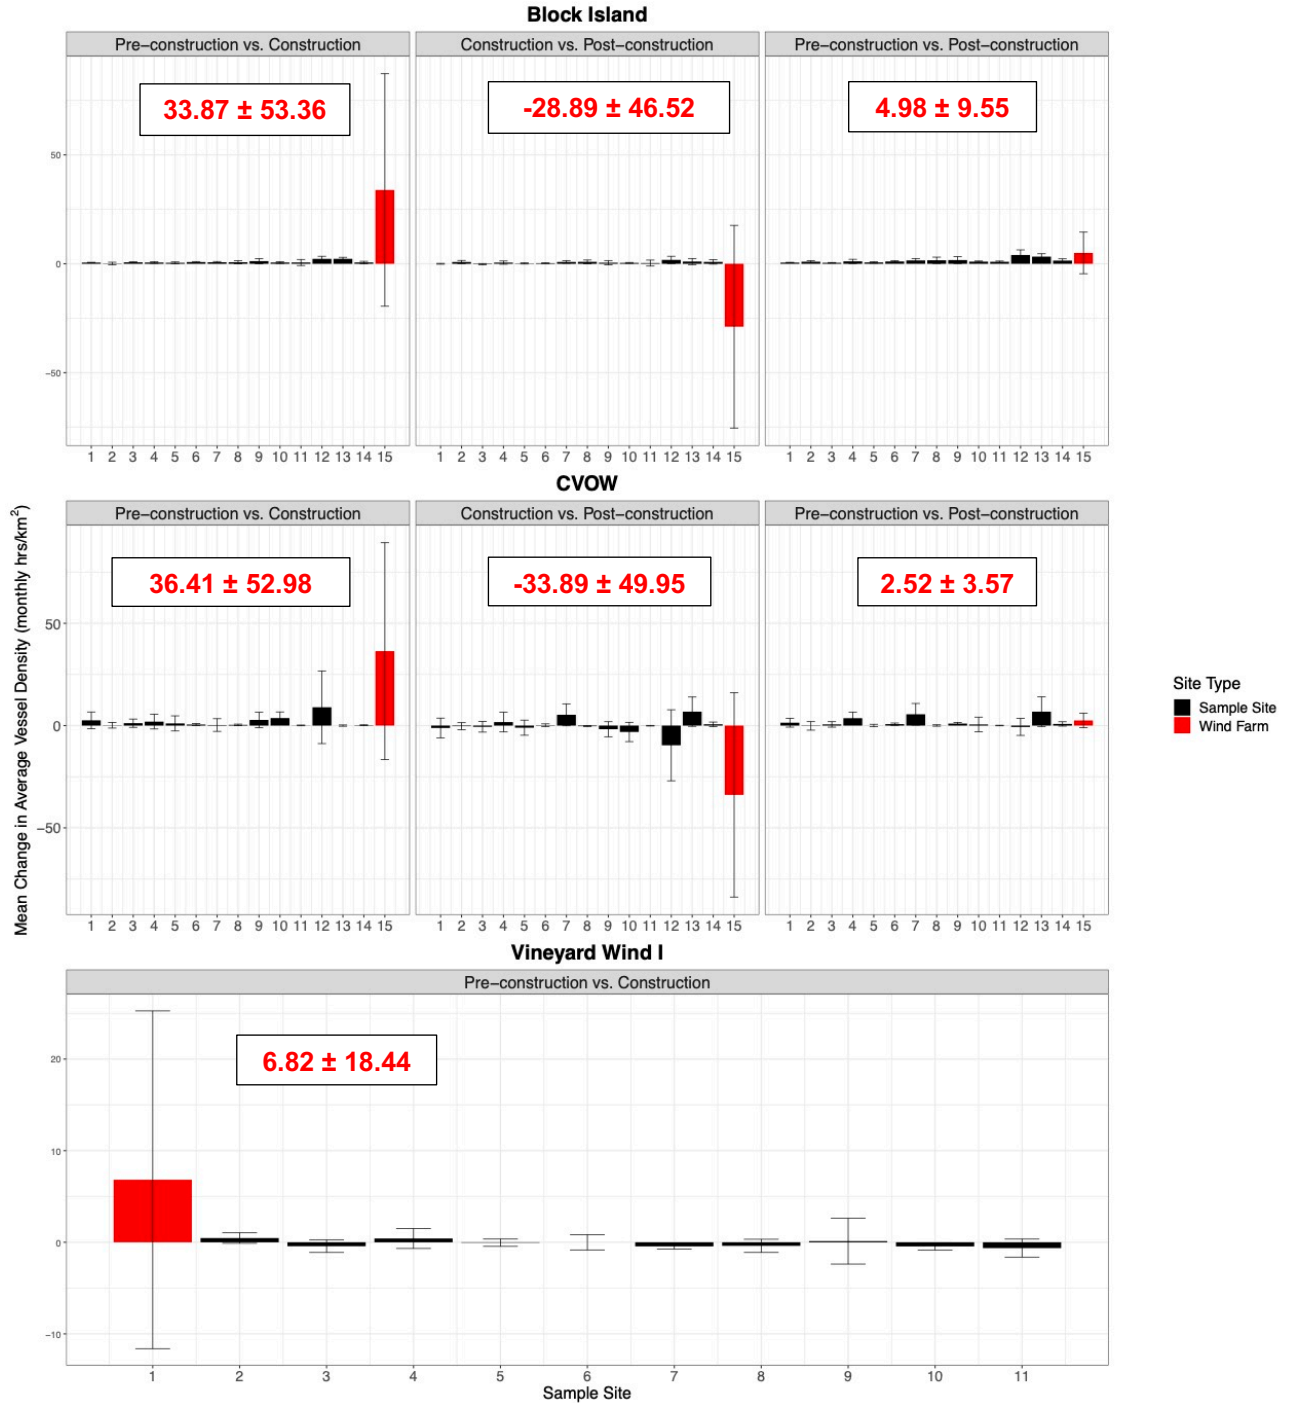 Block Island
Pre−construction vs. Construction
Construction vs. Post−construction
Pre−construction vs. Post−construction
33.87 ± 53.36
-28.89 ± 46.52
4.98 ± 9.55
50
0
−50
1 2 3 4 5 6 7 8 9 10 11 12 13 14 15
1 2 3 4 5 6 7 8 9 10 11 12 13 14 15
1 2 3 4 5 6 7 8 9 10 11 12 13 14 15
CVOW
Pre−construction vs. Construction
Construction vs. Post−construction
Pre−construction vs. Post−construction
36.41 ± 52.98
-33.89 ± 49.95
2.52 ± 3.57
50
0
−50
1 2 3 4 5 6 7 8 9 10 11 12 13 14 15
1 2 3 4 5 6 7 8 9 10 11 12 13 14 15
1 2 3 4 5 6 7 8 9 10 11 12 13 14 15
Mean Change in Average Vessel Density (monthly hrs/km²)
Site Type
Sample Site
Wind Farm
Vineyard Wind I
Pre−construction vs. Construction
6.82 ± 18.44
20
10
0
−10
1 2 3 4 5 6 7 8 9 10 11
Sample Site